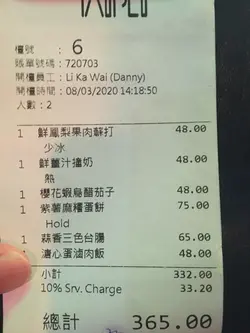 檯號 : 6
賬單號碼 : 720703
開檯員工 : Li Ka Wai (Danny)
開檯時間 : 08/03/2020 14:18:50
人數 : 2
1 鮮鳳梨果肉蘇打 48.00
少冰
1 鮮薑汁撞奶 48.00
熱
1 櫻花蝦烏醋茄子 48.00
1 紫薯麻糬蛋餅 75.00
Hold
1 蒜香三色台腸 65.00
1 溏心蛋滷肉飯 48.00
小計 332.00
10% Srv. Charge 33.20
總計 365.00